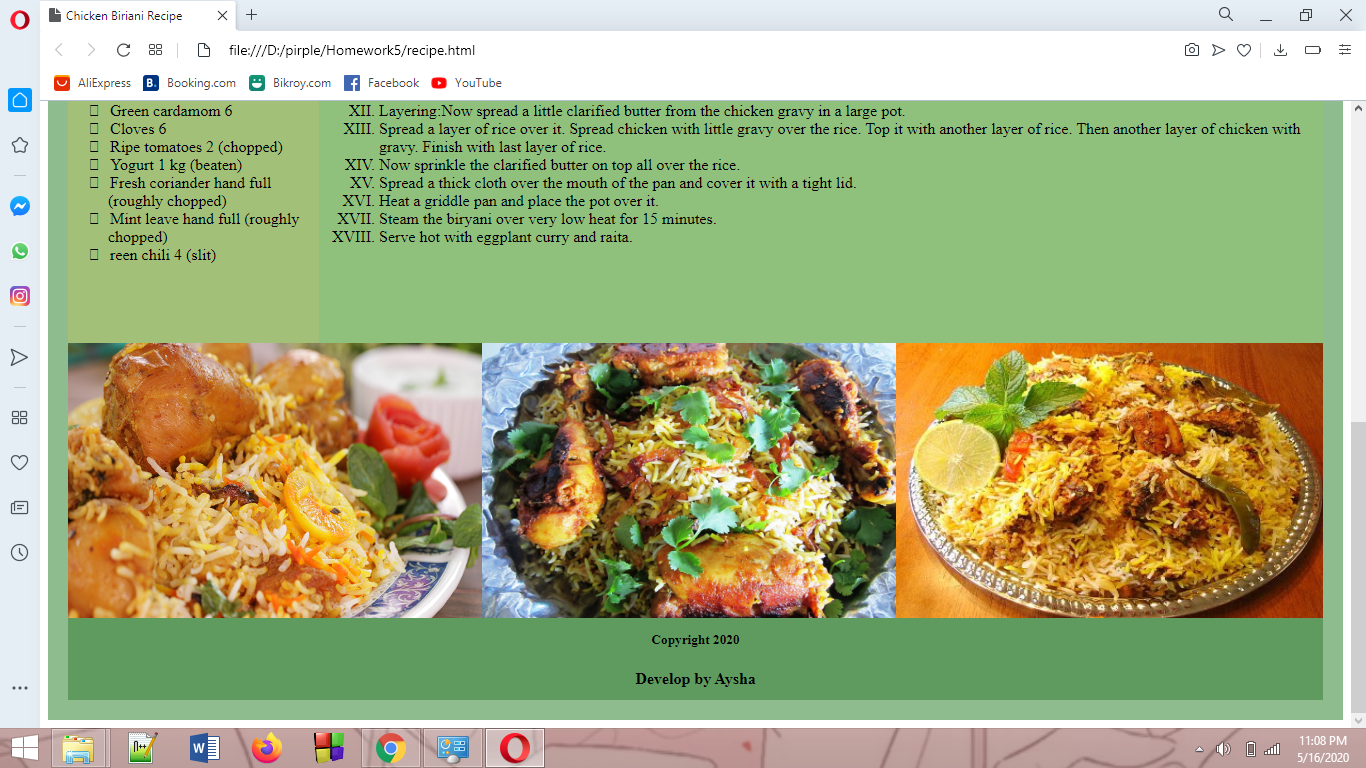 Chicken Biriani Recipe
file:///D:/pirple/Homework5/recipe.html
AliExpress
B. Booking.com
Bikroy.com
Facebook
YouTube
Green cardamom 6
Cloves 6
Ripe tomatoes 2 (chopped)
Yogurt 1 kg (beaten)
Fresh coriander hand full
(roughly chopped)
Mint leave hand full (roughly
chopped)
reen chili 4 (slit)
XII. Layering:Now spread a little clarified butter from the chicken gravy in a large pot.
XIII. Spread a layer of rice over it. Spread chicken with little gravy over the rice. Top it with another layer of rice. Then another layer of chicken with
gravy. Finish with last layer of rice.
XIV. Now sprinkle the clarified butter on top all over the rice.
XV. Spread a thick cloth over the mouth of the pan and cover it with a tight lid.
XVI. Heat a griddle pan and place the pot over it.
XVII. Steam the biryani over very low heat for 15 minutes.
XVIII. Serve hot with eggplant curry and raita.
Copyright 2020
Develop by Aysha
11:08 PM
5/16/2020